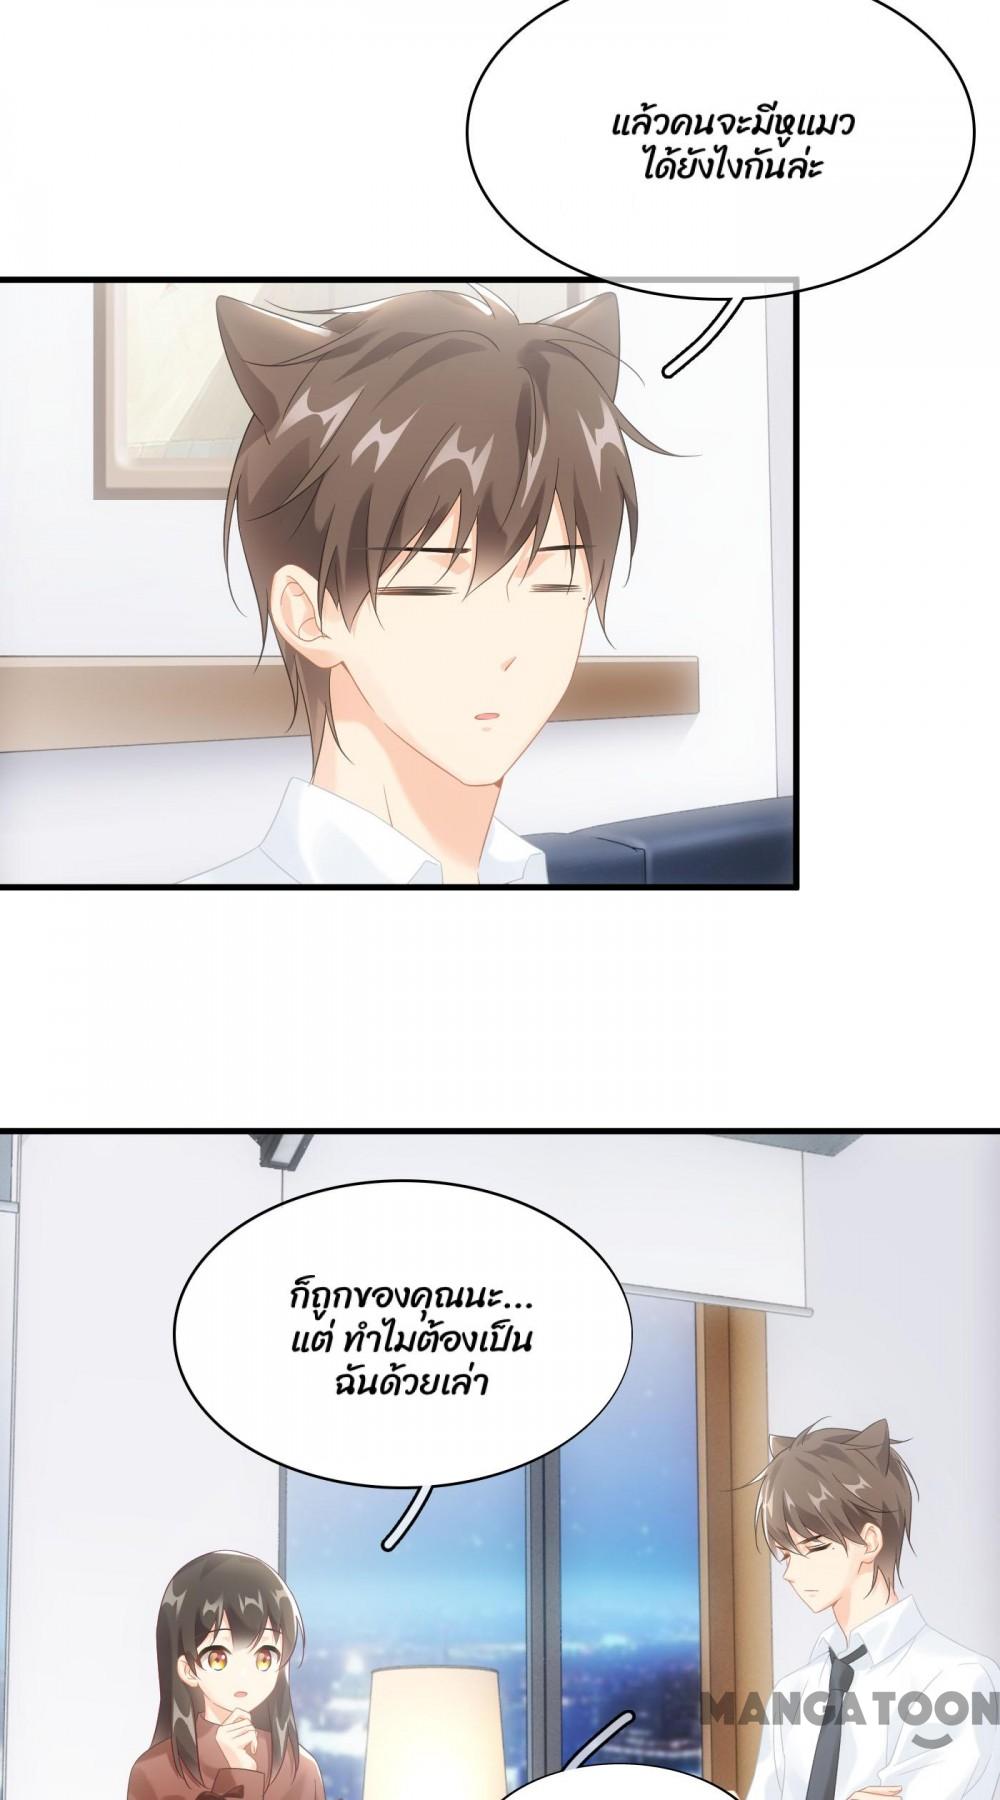 แล้วคนจะมีหูแมว
ได้ยังไงกันล่ะ
ก็ถูกของคุณนะ...
แต่ ทำไมต้องเป็น
ฉันด้วยเล่า
MANGATOON